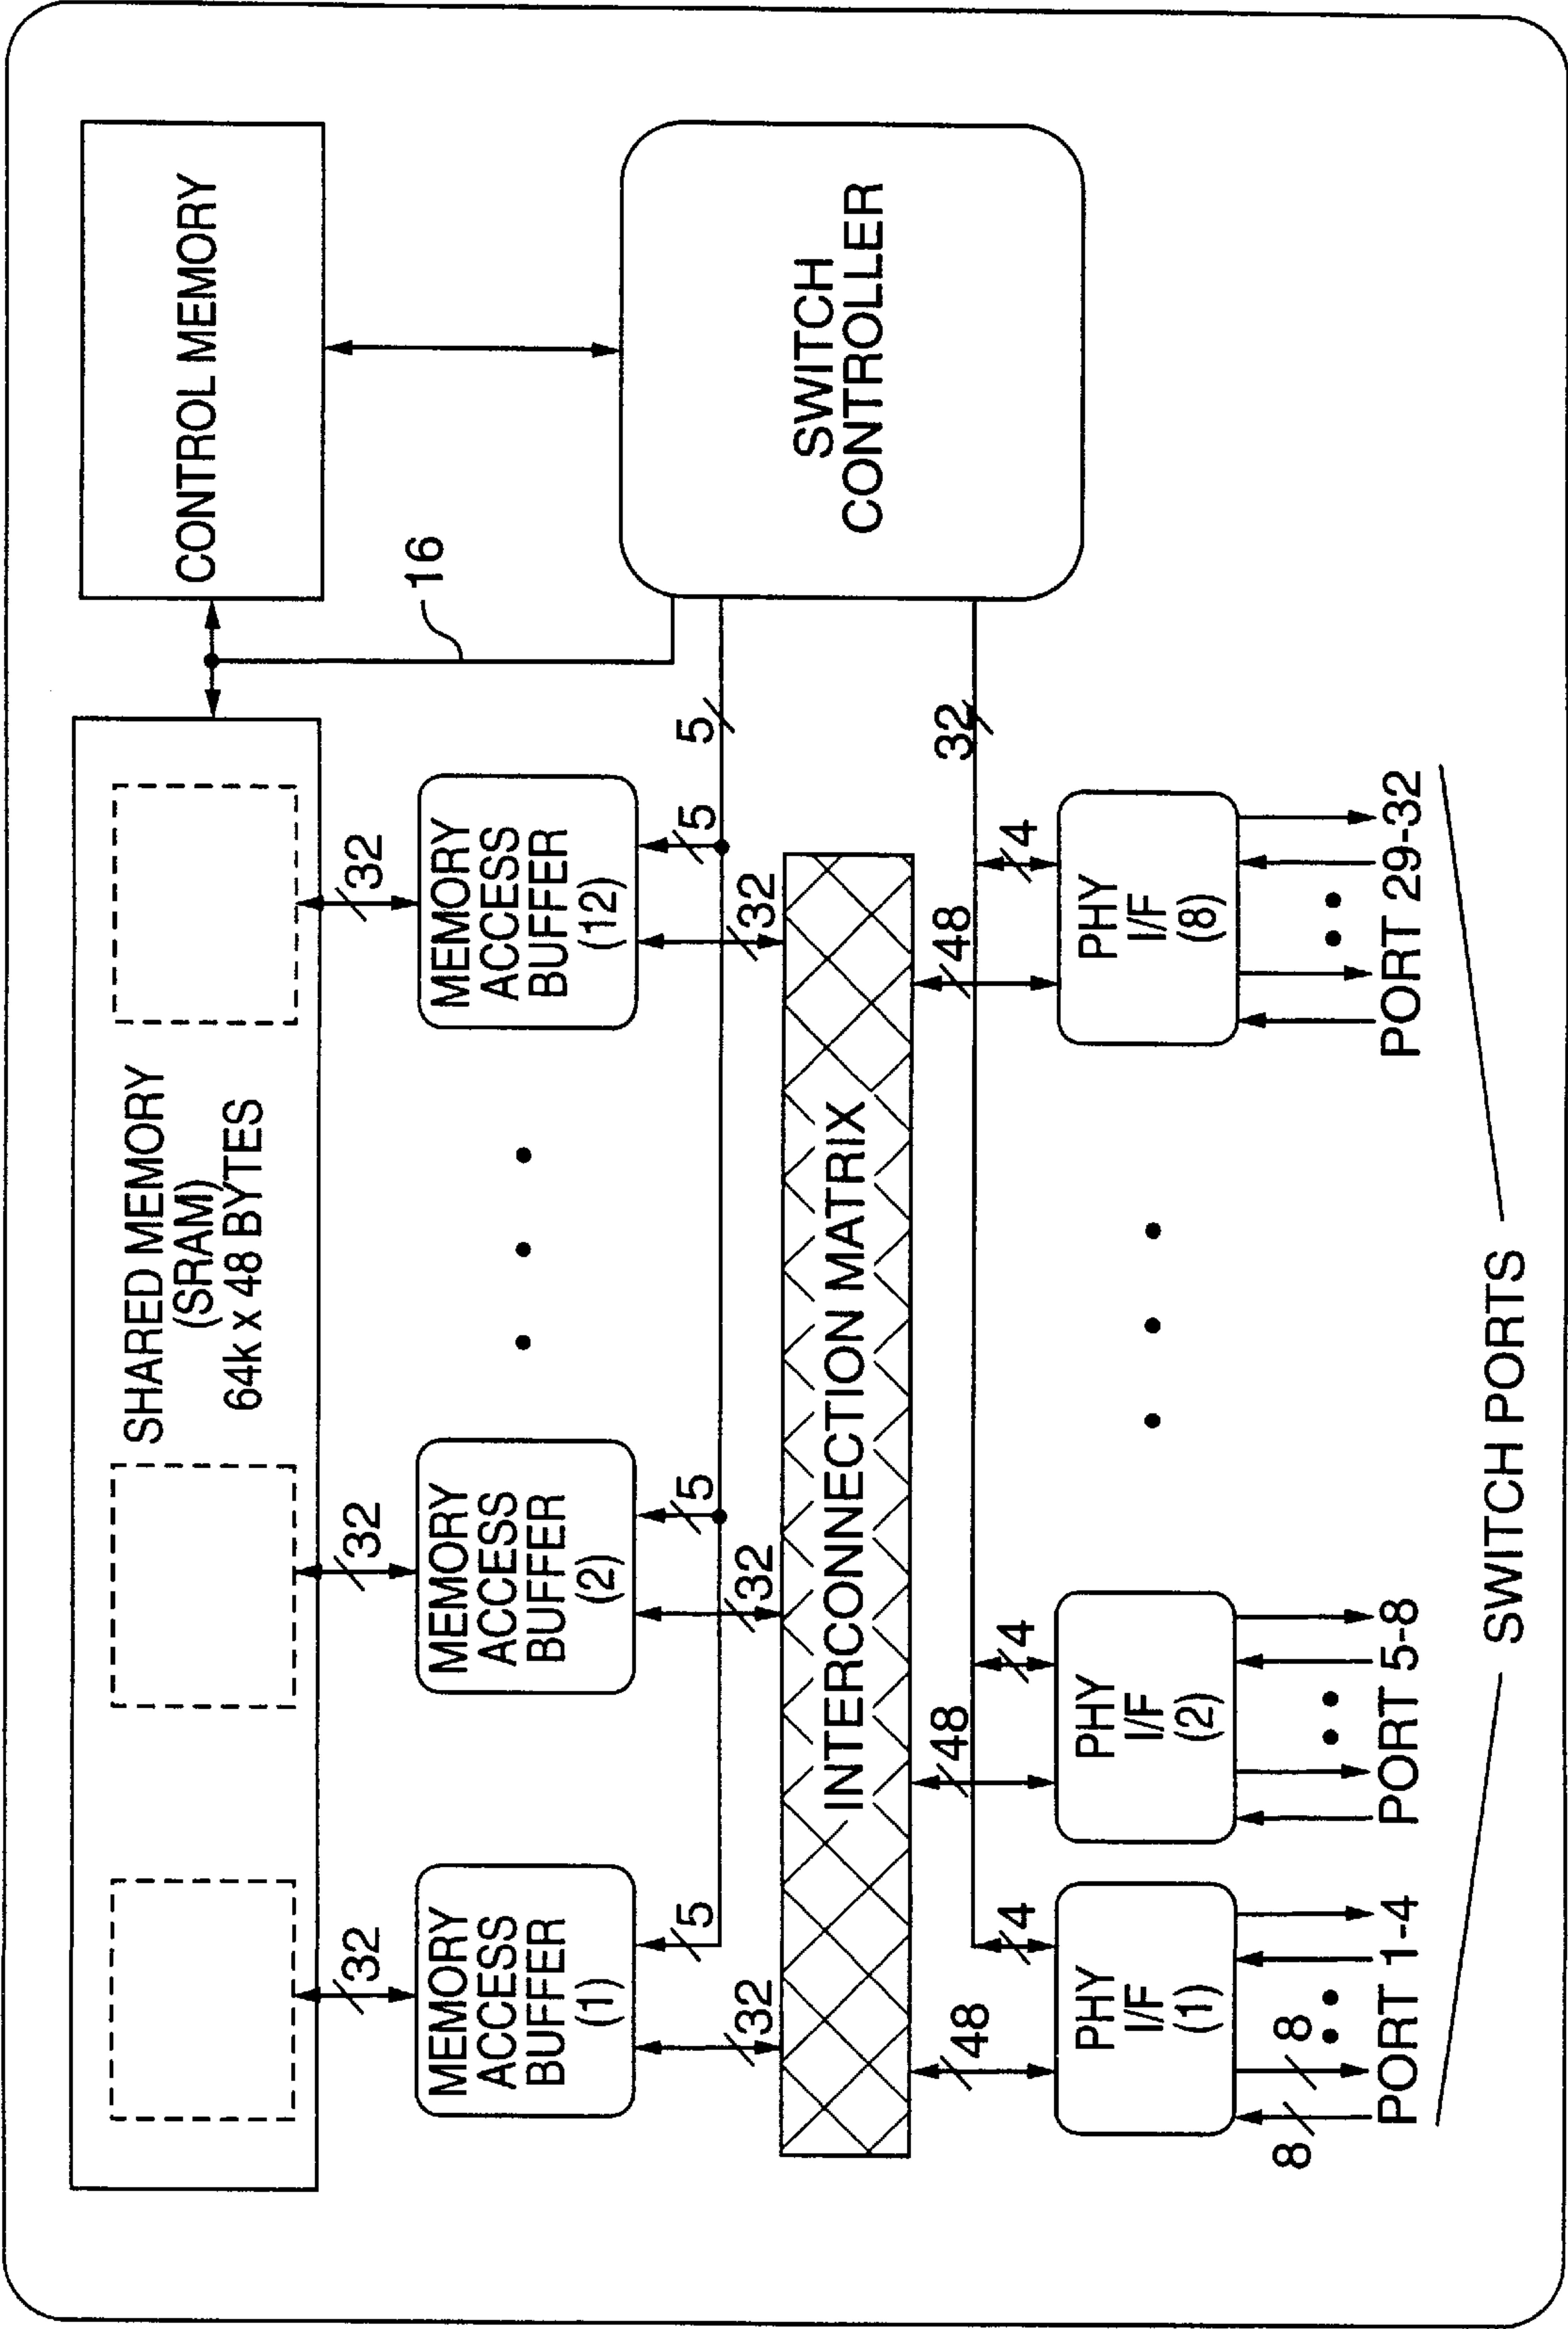 SHARED MEMORY
(SRAM)
64k x 48 BYTES
CONTROL MEMORY
16
32
32
32
MEMORY
ACCESS
BUFFER
(1)
MEMORY
ACCESS
BUFFER
(2)
MEMORY
ACCESS
BUFFER
(12)
SWITCH
CONTROLLER
5
5
5
5
32
32
32
INTERCONNECTION MATRIX
32
48
4
48
4
48
4
PHY
I/F
(1)
PHY
I/F
(2)
PHY
I/F
(8)
8
8
PORT 1-4
PORT 5-8
PORT 29-32
SWITCH PORTS